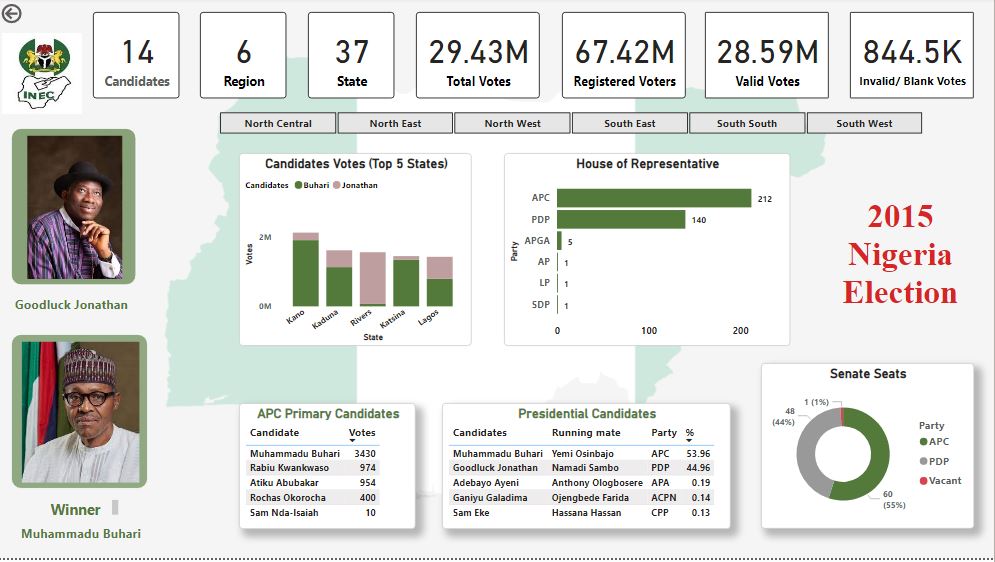 14
Candidates
6
Region
37
State
29.43M
Total Votes
67.42M
Registered Voters
28.59M
Valid Votes
844.5K
Invalid/ Blank Votes
INEC
North Central
North East
North West
South East
South South
South West
Candidates Votes (Top 5 States)
Candidates Buhari Jonathan
Votes
2M
0M
Kano
Kaduna
Rivers
Katsina
Lagos
State
House of Representative
Party
APC 212
PDP 140
APGA 5
AP 1
LP 1
SDP 1
0 100 200
2015
Nigeria
Election
Goodluck Jonathan
Winner
Muhammadu Buhari
APC Primary Candidates
Candidate Votes
Muhammadu Buhari 3430
Rabiu Kwankwaso 974
Atiku Abubakar 954
Rochas Okorocha 400
Sam Nda-Isaiah 10
Presidential Candidates
Candidates Running mate Party %
Muhammadu Buhari Yemi Osinbajo APC 53.96
Goodluck Jonathan Namadi Sambo PDP 44.96
Adebayo Ayeni Anthony Ologbosere APA 0.19
Ganiyu Galadima Ojengbede Farida ACPN 0.14
Sam Eke Hassana Hassan CPP 0.13
Senate Seats
1 (1%)
48
(44%)
60
(55%)
Party
APC
PDP
Vacant